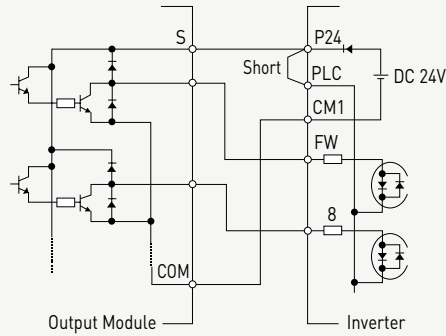 S
P24
Short
PLC
DC 24V
CM1
FW
8
COM
Output Module
Inverter